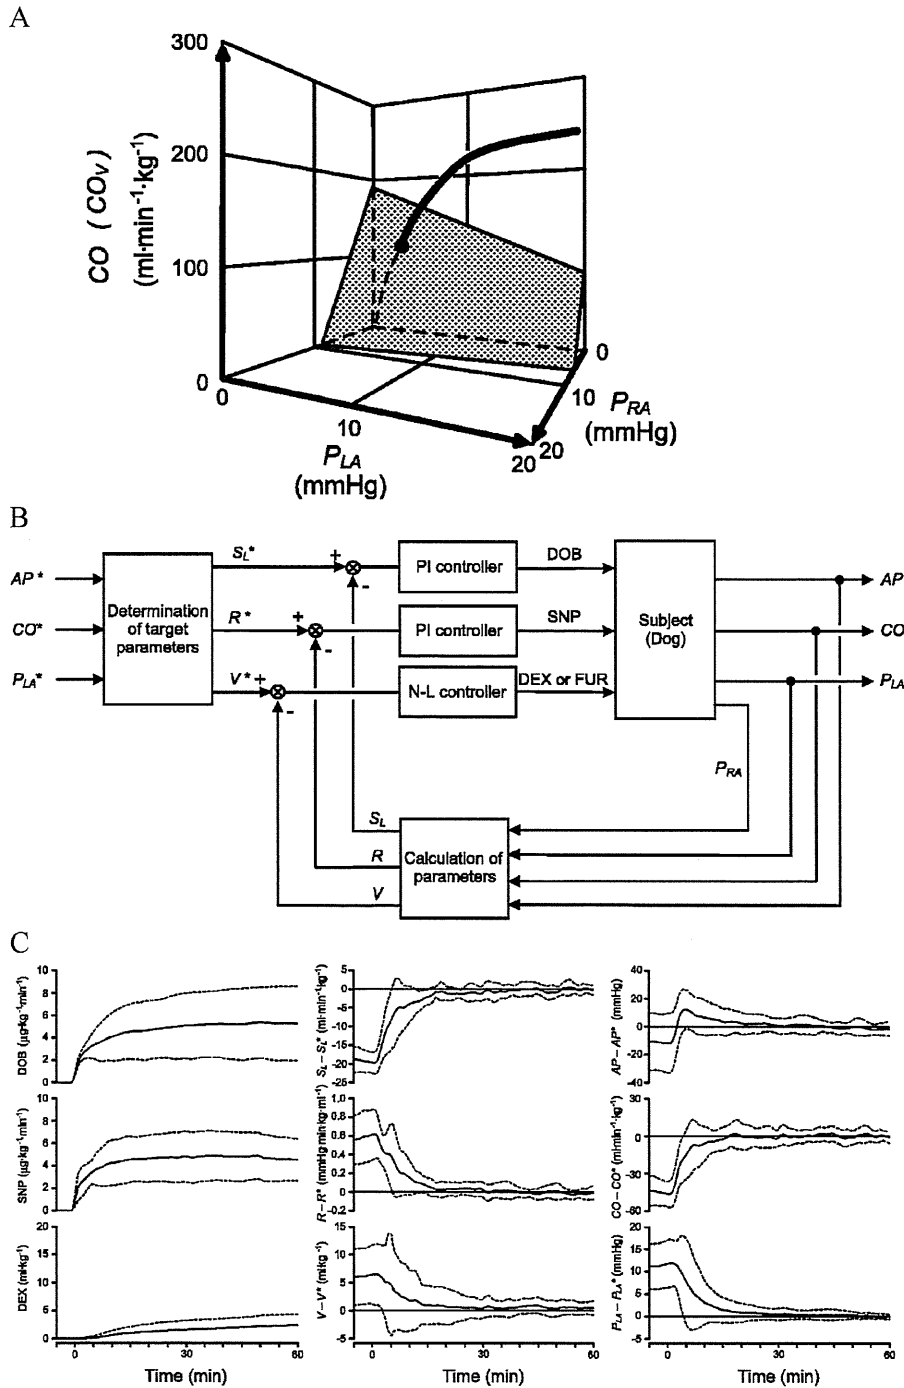 A
300
200
100
0
CO (COV)
(ml·min-1·kg-1)
0
10
20
PLA
(mmHg)
0
10
20
PRA
(mmHg)
B
AP*
CO*
PLA*
Determination
of target
parameters
SL*
R*
V*
+
-
+
-
+
-
PI controller
PI controller
N-L controller
DOB
SNP
DEX or FUR
Subject
(Dog)
AP
CO
PLA
PRA
SL
R
V
Calculation of
parameters
C
DOB (μg·kg-1·min-1)
10
8
6
4
2
0
SL–SL* (ml·min-1·kg-1)
5
0
-5
-10
-15
-20
-25
AP–AP* (mmHg)
40
20
0
-20
-40
SNP (μg·kg-1·min-1)
10
8
6
4
2
0
R–R* (mmHg·min·kg·ml-1)
1.0
0.8
0.6
0.4
0.2
0
-0.2
CO–CO* (ml·min-1·kg-1)
30
0
-30
-60
DEX (ml·kg-1)
20
15
10
5
0
0 20 40 60
Time (min)
V–V* (ml·kg-1)
15
10
5
0
-5
0 20 40 60
Time (min)
PLA–PLA* (mmHg)
20
15
10
5
0
-5
0 20 40 60
Time (min)